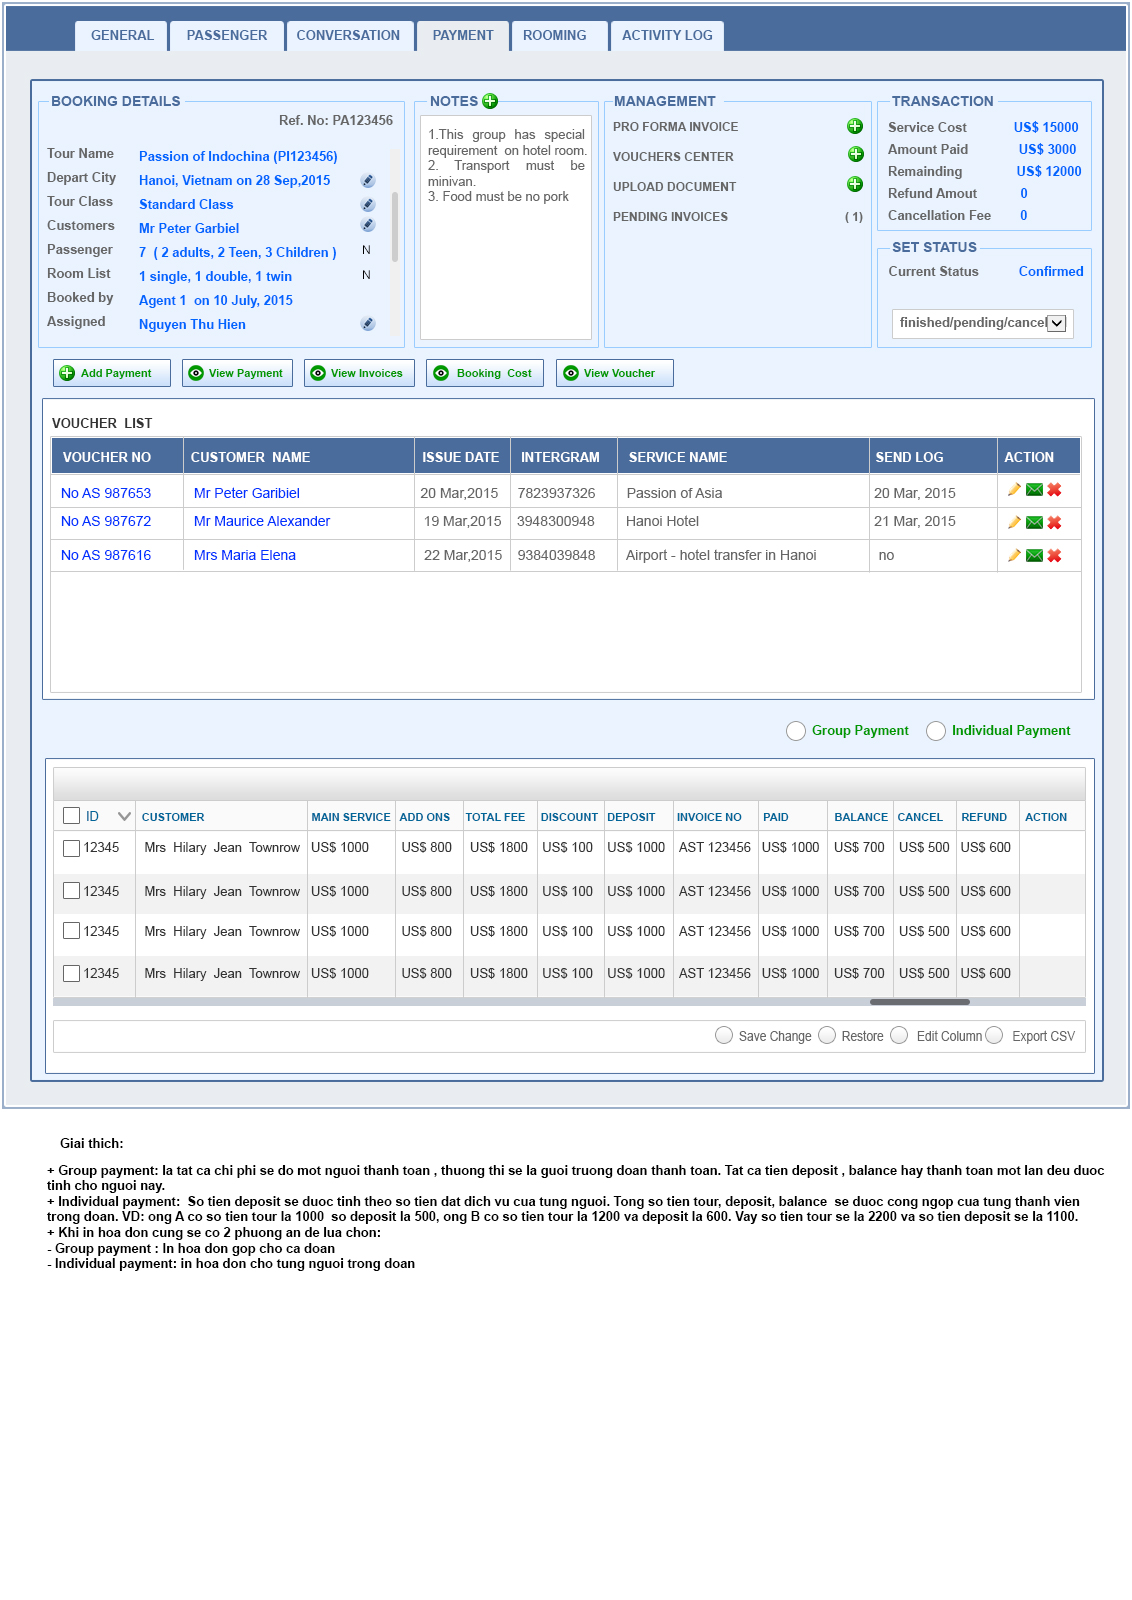 GENERAL PASSENGER CONVERSATION PAYMENT ROOMING ACTIVITY LOG
BOOKING DETAILS
Ref. No: PA123456
Tour Name Passion of Indochina (PI123456)
Depart City Hanoi, Vietnam on 28 Sep,2015
Tour Class Standard Class
Customers Mr Peter Garbiel
Passenger 7 ( 2 adults, 2 Teen, 3 Children ) N
Room List 1 single, 1 double, 1 twin N
Booked by Agent 1 on 10 July, 2015
Assigned Nguyen Thu Hien
NOTES
1.This group has special
requirement on hotel room.
2. Transport must be
minivan.
3. Food must be no pork
MANAGEMENT
PRO FORMA INVOICE
VOUCHERS CENTER
UPLOAD DOCUMENT
PENDING INVOICES ( 1)
TRANSACTION
Service Cost US$ 15000
Amount Paid US$ 3000
Remainding US$ 12000
Refund Amout 0
Cancellation Fee 0
SET STATUS
Current Status Confirmed
finished/pending/cancel
Add Payment View Payment View Invoices Booking Cost View Voucher
VOUCHER LIST
VOUCHER NO CUSTOMER NAME ISSUE DATE INTERGRAM SERVICE NAME SEND LOG ACTION
No AS 987653 Mr Peter Garibiel 20 Mar,2015 7823937326 Passion of Asia 20 Mar, 2015
No AS 987672 Mr Maurice Alexander 19 Mar,2015 3948300948 Hanoi Hotel 21 Mar, 2015
No AS 987616 Mrs Maria Elena 22 Mar,2015 9384039848 Airport - hotel transfer in Hanoi no
Group Payment Individual Payment
ID CUSTOMER MAIN SERVICE ADD ONS TOTAL FEE DISCOUNT DEPOSIT INVOICE NO PAID BALANCE CANCEL REFUND ACTION
12345 Mrs Hilary Jean Townrow US$ 1000 US$ 800 US$ 1800 US$ 100 US$ 1000 AST 123456 US$ 1000 US$ 700 US$ 500 US$ 600
12345 Mrs Hilary Jean Townrow US$ 1000 US$ 800 US$ 1800 US$ 100 US$ 1000 AST 123456 US$ 1000 US$ 700 US$ 500 US$ 600
12345 Mrs Hilary Jean Townrow US$ 1000 US$ 800 US$ 1800 US$ 100 US$ 1000 AST 123456 US$ 1000 US$ 700 US$ 500 US$ 600
12345 Mrs Hilary Jean Townrow US$ 1000 US$ 800 US$ 1800 US$ 100 US$ 1000 AST 123456 US$ 1000 US$ 700 US$ 500 US$ 600
Save Change Restore Edit Column Export CSV
Giai thich:
+ Group payment: la tat ca chi phi se do mot nguoi thanh toan , thuong thi se la guoi truong doan thanh toan. Tat ca tien deposit , balance hay thanh toan mot lan deu duoc
tinh cho nguoi nay.
+ Individual payment: So tien deposit se duoc tinh theo so tien dat dich vu cua tung nguoi. Tong so tien tour, deposit, balance se duoc cong ngop cua tung thanh vien
trong doan. VD: ong A co so tien tour la 1000 so deposit la 500, ong B co so tien tour la 1200 va deposit la 600. Vay so tien tour se la 2200 va so tien deposit se la 1100.
+ Khi in hoa don cung se co 2 phuong an de lua chon:
- Group payment : In hoa don gop cho ca doan
- Individual payment: in hoa don cho tung nguoi trong doan